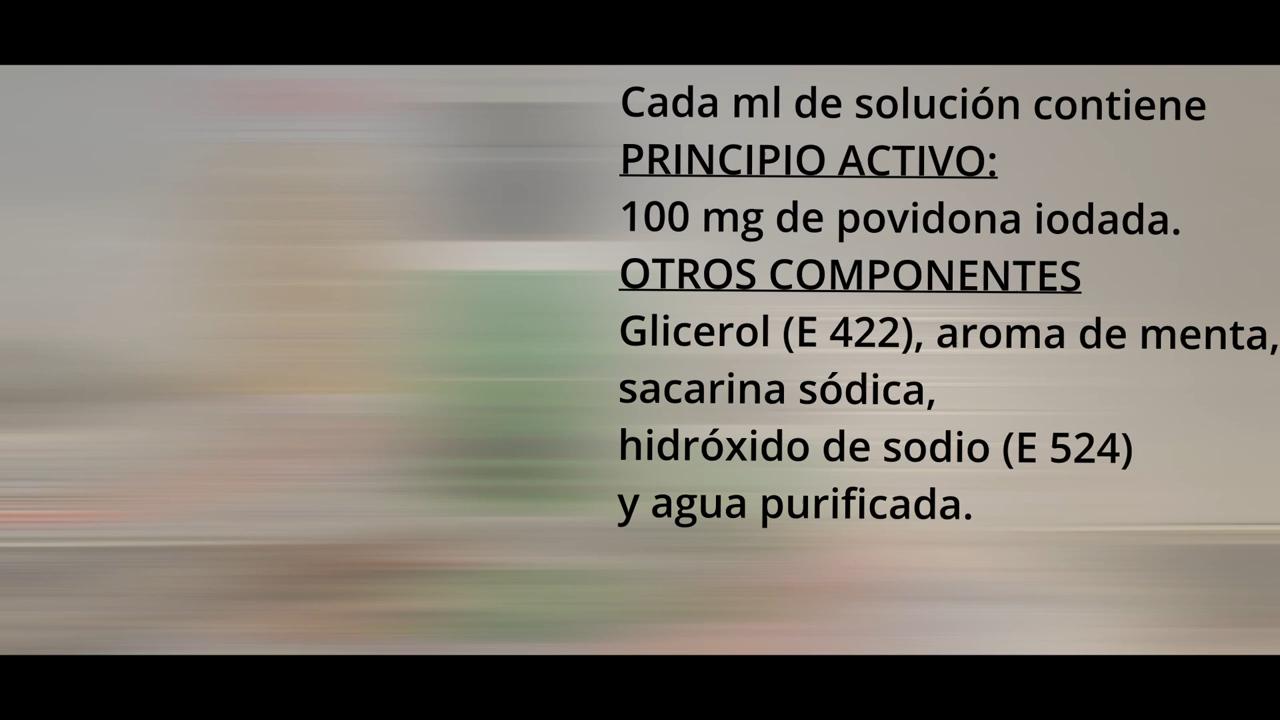 Cada ml de solución contiene
PRINCIPIO ACTIVO:
100 mg de povidona iodada.
OTROS COMPONENTES
Glicerol (E 422), aroma de menta,
sacarina sódica,
hidróxido de sodio (E 524)
y agua purificada.